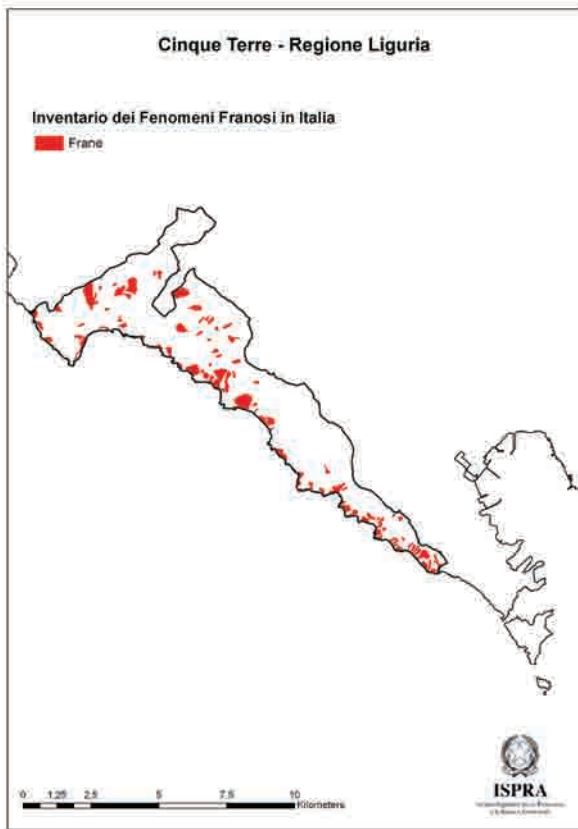 Cinque Terre - Regione Liguria
Inventario dei Fenomeni Franosi in Italia
Frane
0 1,25 2,5 5 7,5 10
Kilometers
ISPRA